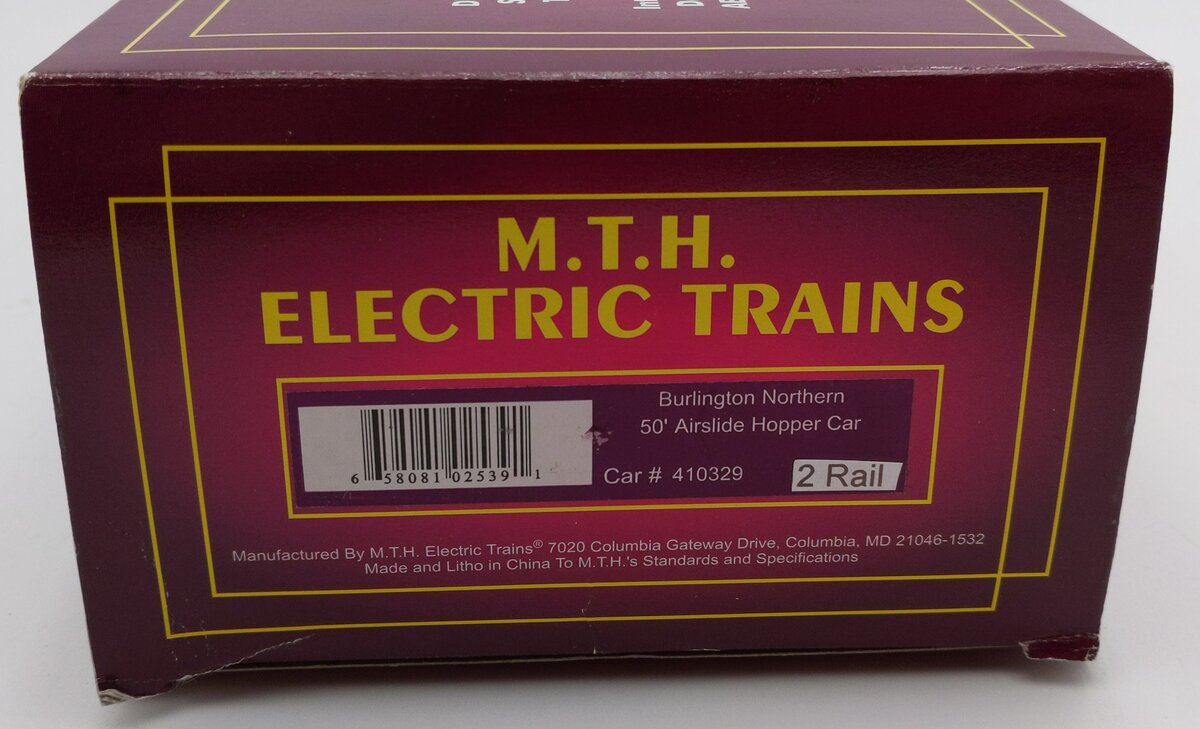 M.T.H.
ELECTRIC TRAINS
Burlington Northern
50' Airslide Hopper Car
6 58081 02539 1
Car # 410329
2 Rail
Manufactured By M.T.H. Electric Trains® 7020 Columbia Gateway Drive, Columbia, MD 21046-1532
Made and Litho in China To M.T.H.'s Standards and Specifications